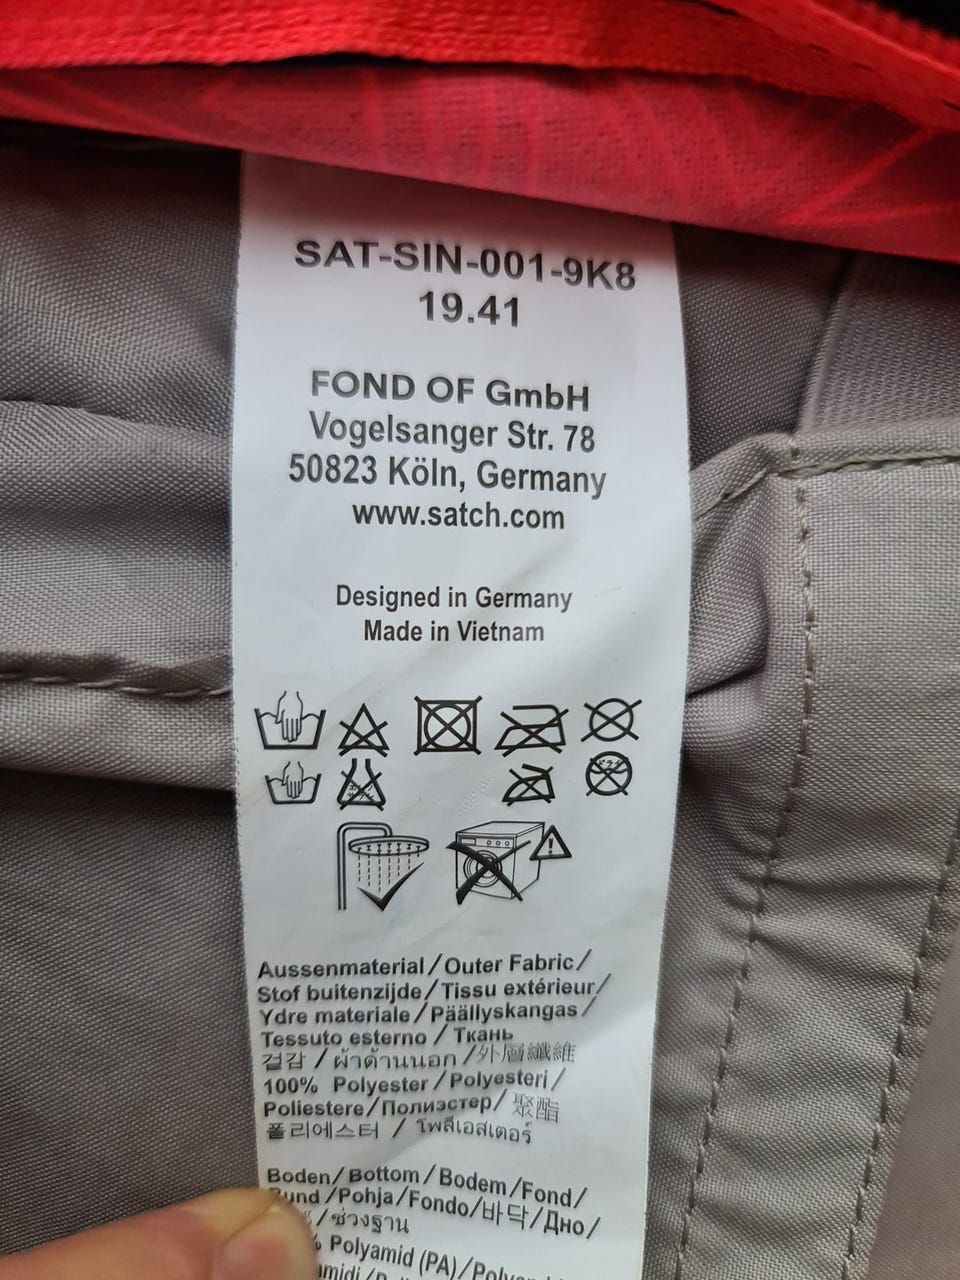 SAT-SIN-001-9K8
19.41
FOND OF GmbH
Vogelsanger Str. 78
50823 Köln, Germany
www.satch.com
Designed in Germany
Made in Vietnam
Aussenmaterial/Outer Fabric/
Stof buitenzijde/Tissu extérieur/
Ydre materiale/Päällyskangas/
Tessuto esterno/Ткань
겉감/ผ้าด้านนอก/外層纖維
100% Polyester/Polyesteri/
Poliestere/Полиэстер/聚酯
폴리에스터/โพลีเอสเตอร์
Boden/Bottom/Bodem/Fond/
/Pohja/Fondo/바닥/Дно/
/ช่วงฐาน
% Polyamid (PA)/